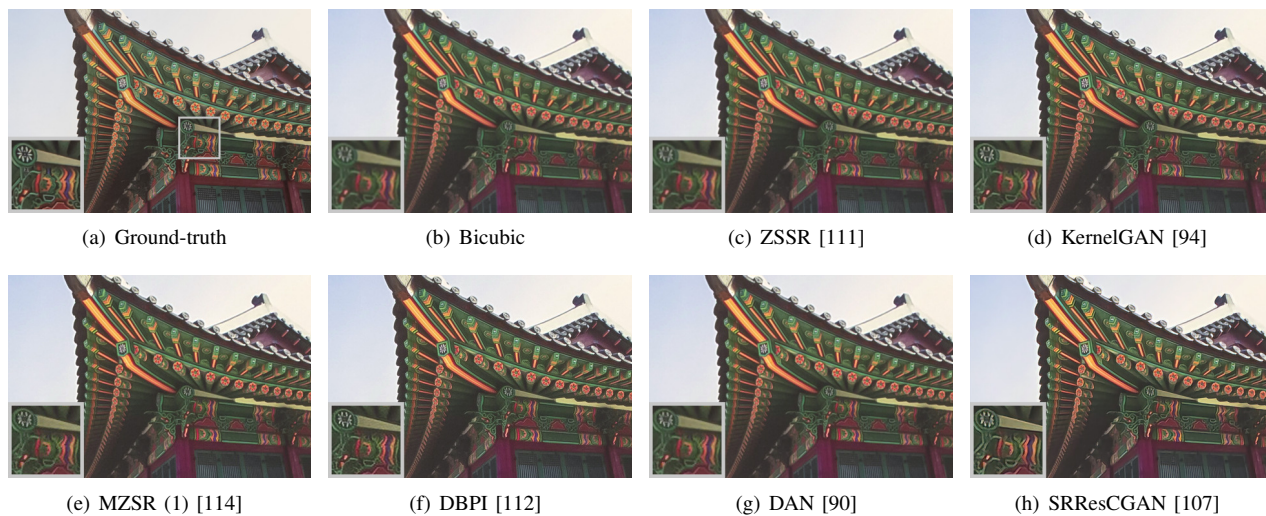 (a) Ground-truth
(b) Bicubic
(c) ZSSR [111]
(d) KernelGAN [94]
(e) MZSR (1) [114]
(f) DBPI [112]
(g) DAN [90]
(h) SRResCGAN [107]